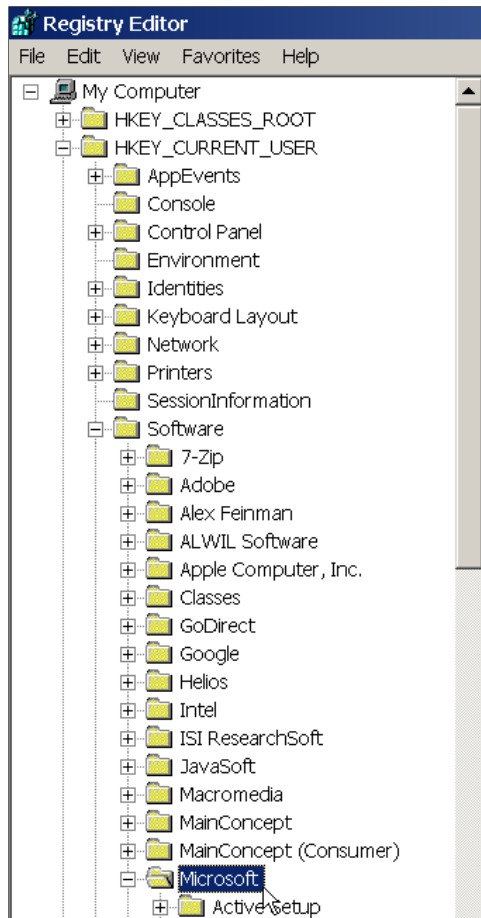 Registry Editor
File Edit View Favorites Help
My Computer
HKEY_CLASSES_ROOT
HKEY_CURRENT_USER
AppEvents
Console
Control Panel
Environment
Identities
Keyboard Layout
Network
Printers
SessionInformation
Software
7-Zip
Adobe
Alex Feinman
ALWIL Software
Apple Computer, Inc.
Classes
GoDirect
Google
Helios
Intel
ISI ResearchSoft
JavaSoft
Macromedia
MainConcept
MainConcept (Consumer)
Microsoft
Active Setup